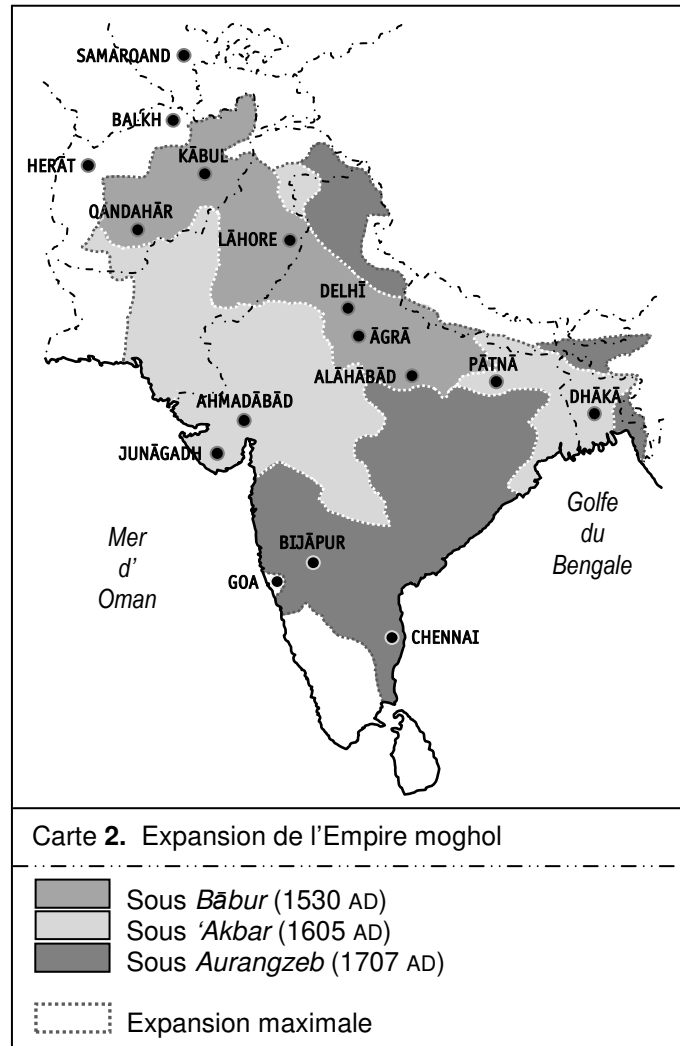 SAMARQAND
BALKH
HERĀT
KĀBUL
QANDAHĀR
LĀHORE
DELHĪ
ĀGRĀ
ALĀHĀBĀD
PĀTNĀ
DHĀKĀ
AHMADĀBĀD
JUNĀGADH
Mer
d'
Oman
Golfe
du
Bengale
BIJĀPUR
GOA
CHENNAI
Carte 2. Expansion de l'Empire moghol
Sous Bābur (1530 AD)
Sous 'Akbar (1605 AD)
Sous Aurangzeb (1707 AD)
Expansion maximale